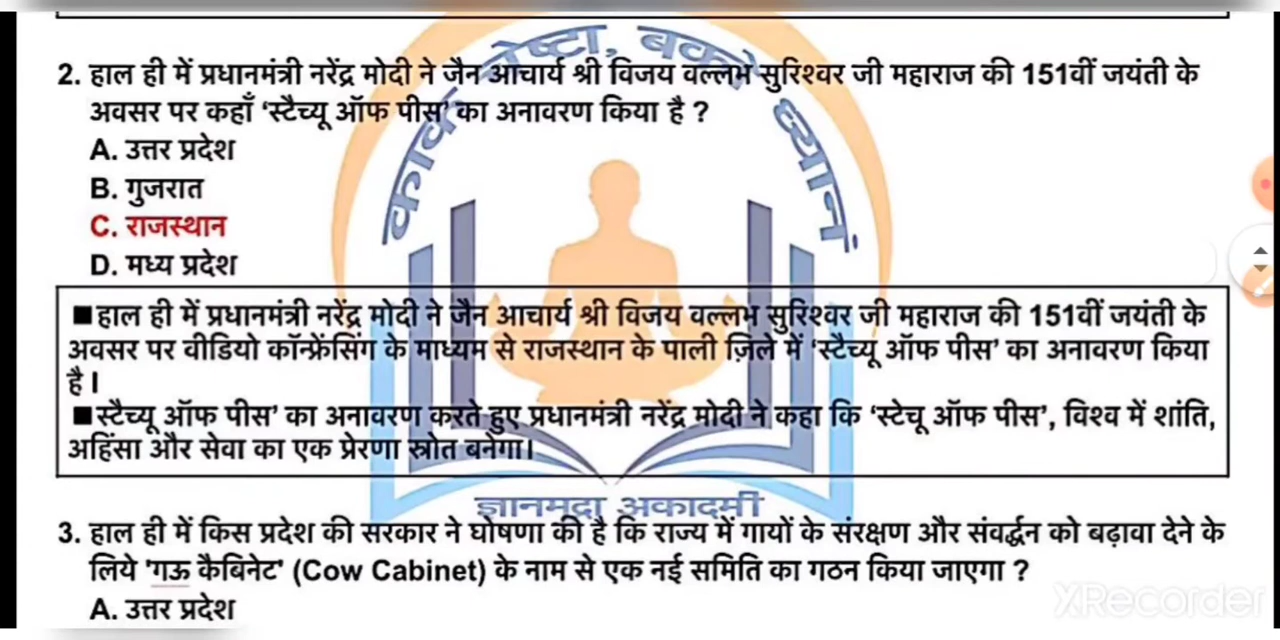 काक चेष्टा, बको ध्यानं
2. हाल ही में प्रधानमंत्री नरेंद्र मोदी ने जैन आचार्य श्री विजय वल्लभ सुरिश्वर जी महाराज की 151वीं जयंती के
अवसर पर कहाँ ‘स्टैच्यू ऑफ पीस’ का अनावरण किया है ?
A. उत्तर प्रदेश
B. गुजरात
C. राजस्थान
D. मध्य प्रदेश
■हाल ही में प्रधानमंत्री नरेंद्र मोदी ने जैन आचार्य श्री विजय वल्लभ सुरिश्वर जी महाराज की 151वीं जयंती के
अवसर पर वीडियो कॉन्फ्रेंसिंग के माध्यम से राजस्थान के पाली ज़िले में ‘स्टैच्यू ऑफ पीस’ का अनावरण किया
है।
■स्टैच्यू ऑफ पीस’ का अनावरण करते हुए प्रधानमंत्री नरेंद्र मोदी ने कहा कि ‘स्टेचू ऑफ पीस’, विश्व में शांति,
अहिंसा और सेवा का एक प्रेरणा स्त्रोत बनेगा।
ज्ञानमुद्रा अकादमी
3. हाल ही में किस प्रदेश की सरकार ने घोषणा की है कि राज्य में गायों के संरक्षण और संवर्द्धन को बढ़ावा देने के
लिये 'गऊ कैबिनेट' (Cow Cabinet) के नाम से एक नई समिति का गठन किया जाएगा ?
A. उत्तर प्रदेश
XRecorder